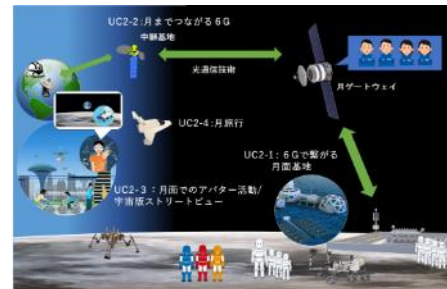 UC2-2:月までつながる6G
中継基地
光通信技術
月ゲートウェイ
UC2-4:月旅行
UC2-1:6Gで繋がる
月面基地
UC2-3:月面でのアバター活動/
宇宙版ストリートビュー